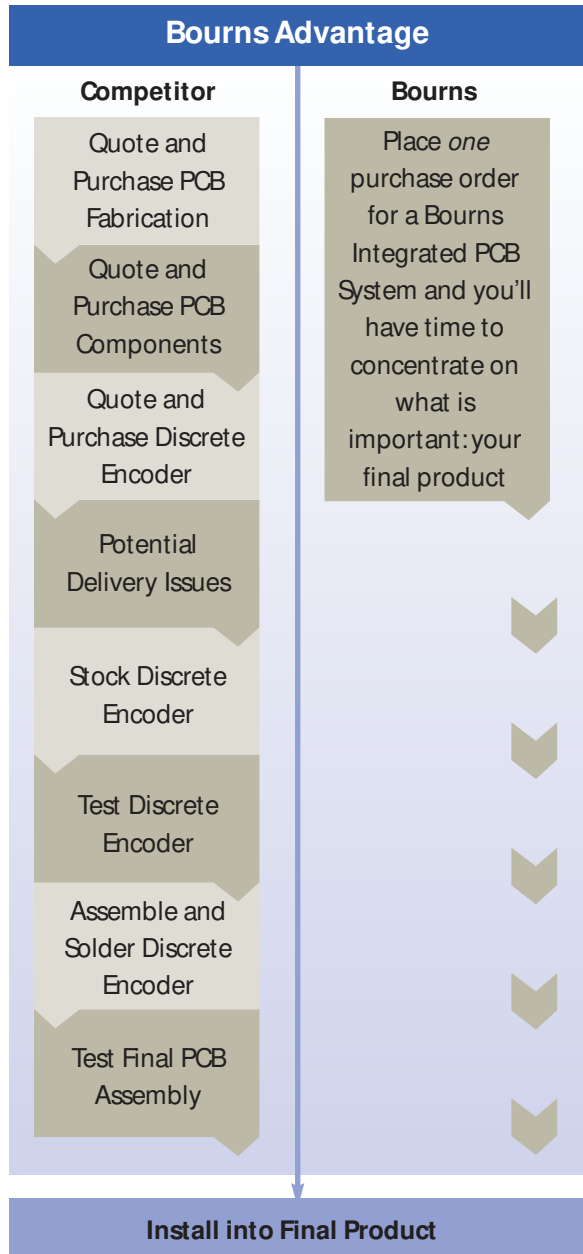 Bourns Advantage
Competitor
Quote and
Purchase PCB
Fabrication
Quote and
Purchase PCB
Components
Quote and
Purchase Discrete
Encoder
Potential
Delivery Issues
Stock Discrete
Encoder
Test Discrete
Encoder
Assemble and
Solder Discrete
Encoder
Test Final PCB
Assembly
Bourns
Place one
purchase order
for a Bourns
Integrated PCB
System and you’ll
have time to
concentrate on
what is
important: your
final product
Install into Final Product